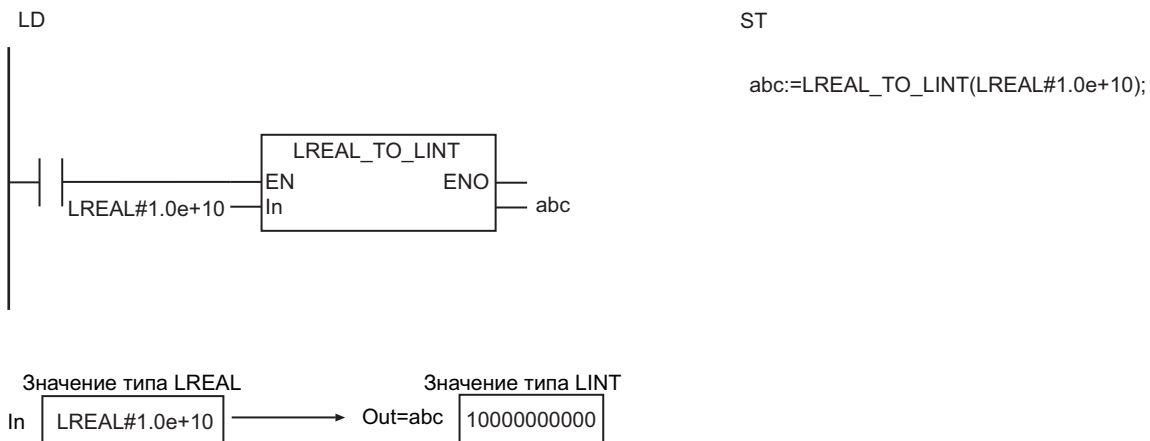 LD
ST
abc:=LREAL_TO_LINT(LREAL#1.0e+10);
LREAL_TO_LINT
EN ENO
LREAL#1.0e+10 In abc
Значение типа LREAL Значение типа LINT
In LREAL#1.0e+10 Out=abc 10000000000